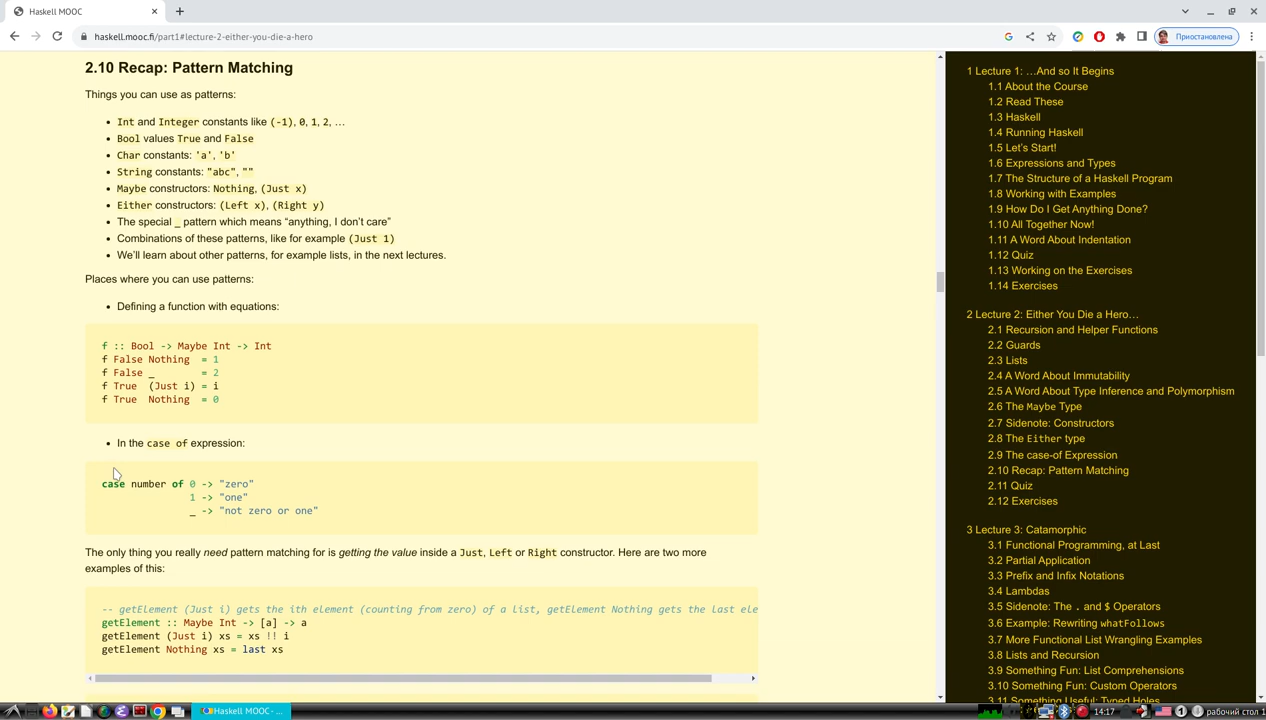 Haskell MOOC
haskell.mooc.fi/part1#lecture-2-either-you-die-a-hero
Приостановлена
2.10 Recap: Pattern Matching
Things you can use as patterns:
• Int and Integer constants like (-1), 0, 1, 2, …
• Bool values True and False
• Char constants: 'a', 'b'
• String constants: "abc", ""
• Maybe constructors: Nothing, (Just x)
• Either constructors: (Left x), (Right y)
• The special _ pattern which means “anything, I don’t care”
• Combinations of these patterns, like for example (Just 1)
• We’ll learn about other patterns, for example lists, in the next lectures.
Places where you can use patterns:
• Defining a function with equations:
f :: Bool -> Maybe Int -> Int
f False Nothing  = 1
f False _        = 2
f True  (Just i) = i
f True  Nothing  = 0
• In the case of expression:
case number of 0 -> "zero"
               1 -> "one"
               _ -> "not zero or one"
The only thing you really need pattern matching for is getting the value inside a Just, Left or Right constructor. Here are two more
examples of this:
-- getElement (Just i) gets the ith element (counting from zero) of a list, getElement Nothing gets the last ele
getElement :: Maybe Int -> [a] -> a
getElement (Just i) xs = xs !! i
getElement Nothing xs = last xs
1 Lecture 1: …And so It Begins
1.1 About the Course
1.2 Read These
1.3 Haskell
1.4 Running Haskell
1.5 Let’s Start!
1.6 Expressions and Types
1.7 The Structure of a Haskell Program
1.8 Working with Examples
1.9 How Do I Get Anything Done?
1.10 All Together Now!
1.11 A Word About Indentation
1.12 Quiz
1.13 Working on the Exercises
1.14 Exercises
2 Lecture 2: Either You Die a Hero…
2.1 Recursion and Helper Functions
2.2 Guards
2.3 Lists
2.4 A Word About Immutability
2.5 A Word About Type Inference and Polymorphism
2.6 The Maybe Type
2.7 Sidenote: Constructors
2.8 The Either type
2.9 The case-of Expression
2.10 Recap: Pattern Matching
2.11 Quiz
2.12 Exercises
3 Lecture 3: Catamorphic
3.1 Functional Programming, at Last
3.2 Partial Application
3.3 Prefix and Infix Notations
3.4 Lambdas
3.5 Sidenote: The . and $ Operators
3.6 Example: Rewriting whatFollows
3.7 More Functional List Wrangling Examples
3.8 Lists and Recursion
3.9 Something Fun: List Comprehensions
3.10 Something Fun: Custom Operators
3.11 Something Useful: Typed Holes
Haskell MOOC - ...
14:17
1
рабочий стол 1